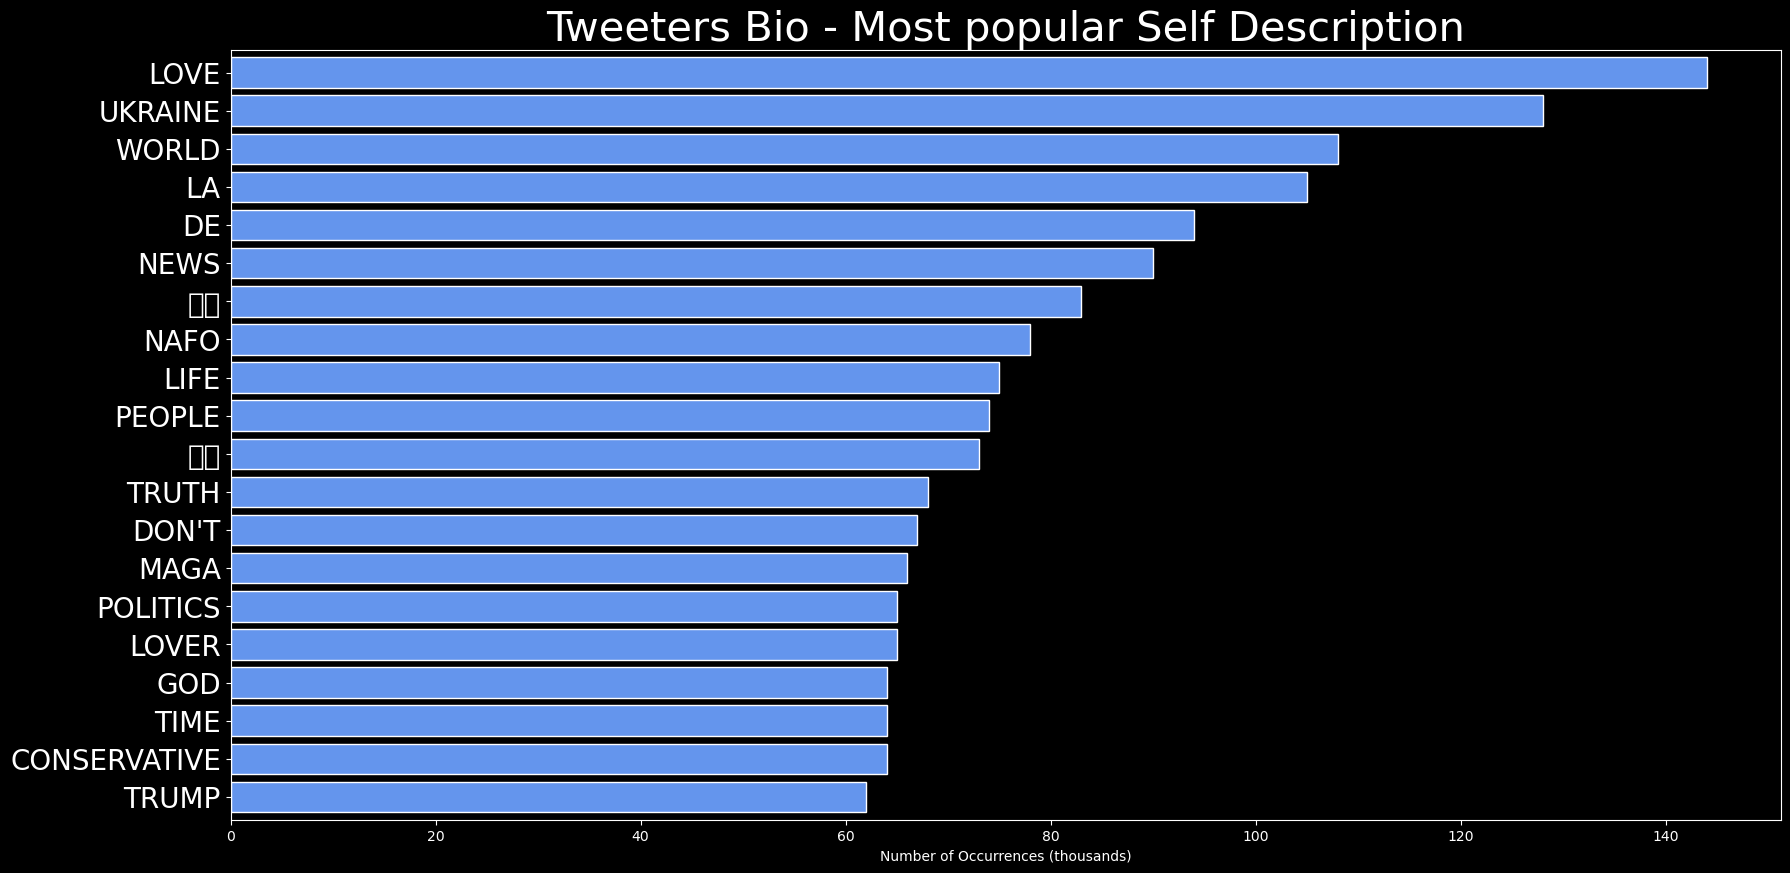 Tweeters Bio - Most popular Self Description
LOVE
UKRAINE
WORLD
LA
DE
NEWS
NAFO
LIFE
PEOPLE
TRUTH
DON'T
MAGA
POLITICS
LOVER
GOD
TIME
CONSERVATIVE
TRUMP
0 20 40 60 80 100 120 140
Number of Occurrences (thousands)